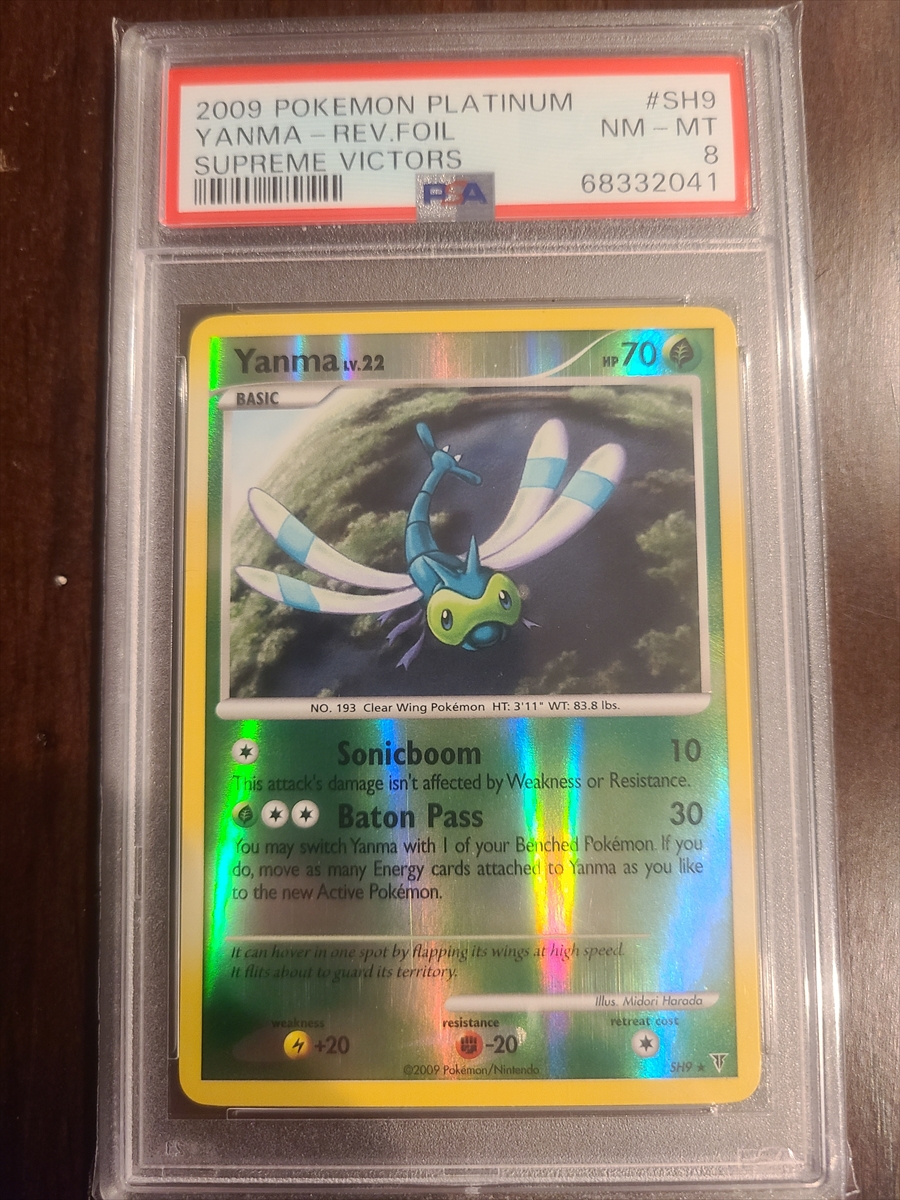 2009 POKEMON PLATINUM #SH9
YANMA - REV.FOIL NM - MT
SUPREME VICTORS 8
68332041
PSA
Yanma LV.22 HP 70
BASIC
NO. 193 Clear Wing Pokémon HT: 3'11" WT: 83.8 lbs.
Sonicboom 10
This attack's damage isn't affected by Weakness or Resistance.
Baton Pass 30
You may switch Yanma with 1 of your Benched Pokémon. If you
do, move as many Energy cards attached to Yanma as you like
to the new Active Pokémon.
It can hover in one spot by flapping its wings at high speed.
It flits about to guard its territory.
Illus. Midori Harada
weakness resistance retreat cost
+20 -20
©2009 Pokémon/Nintendo SH9 ★